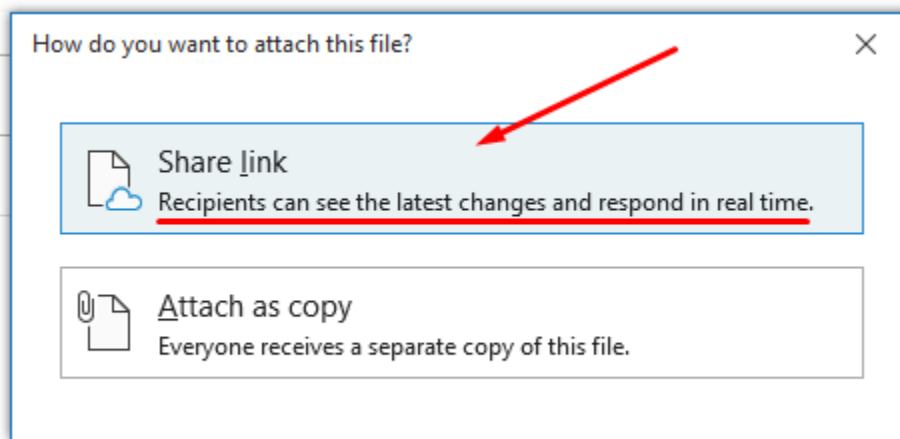 How do you want to attach this file?
Share link
Recipients can see the latest changes and respond in real time.
Attach as copy
Everyone receives a separate copy of this file.